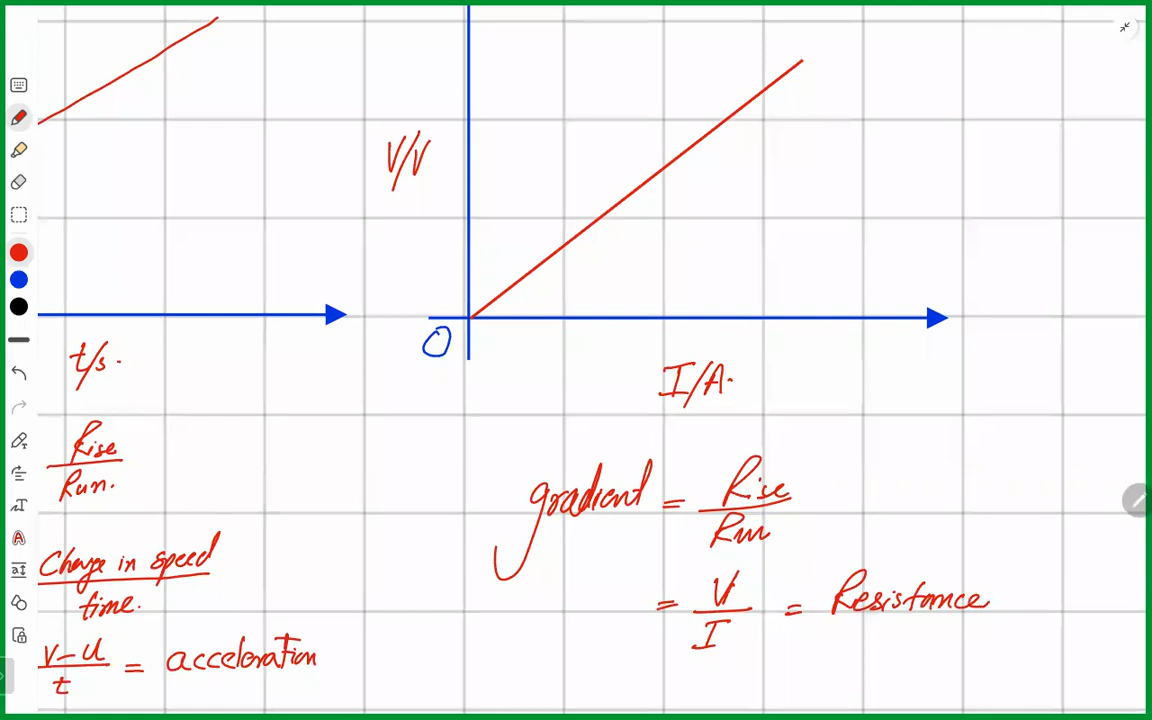 V/V
O
I/A.
t/s.
Rise
Run.
Change in speed
time.
v-u
t
= acceleration
gradient = Rise
Run
= V
I
= Resistance